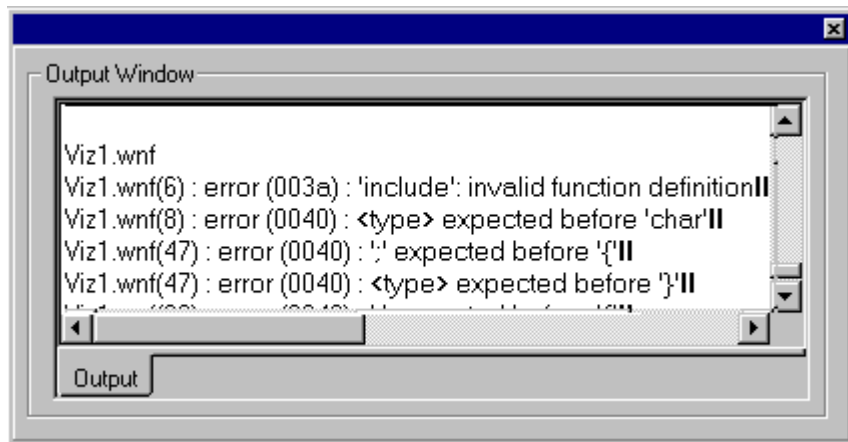 Output Window
Viz1.wnf
Viz1.wnf(6) : error (003a) : 'include': invalid function definition
Viz1.wnf(8) : error (0040) : <type> expected before 'char'
Viz1.wnf(47) : error (0040) : ';' expected before '{'
Viz1.wnf(47) : error (0040) : <type> expected before '}'
Output